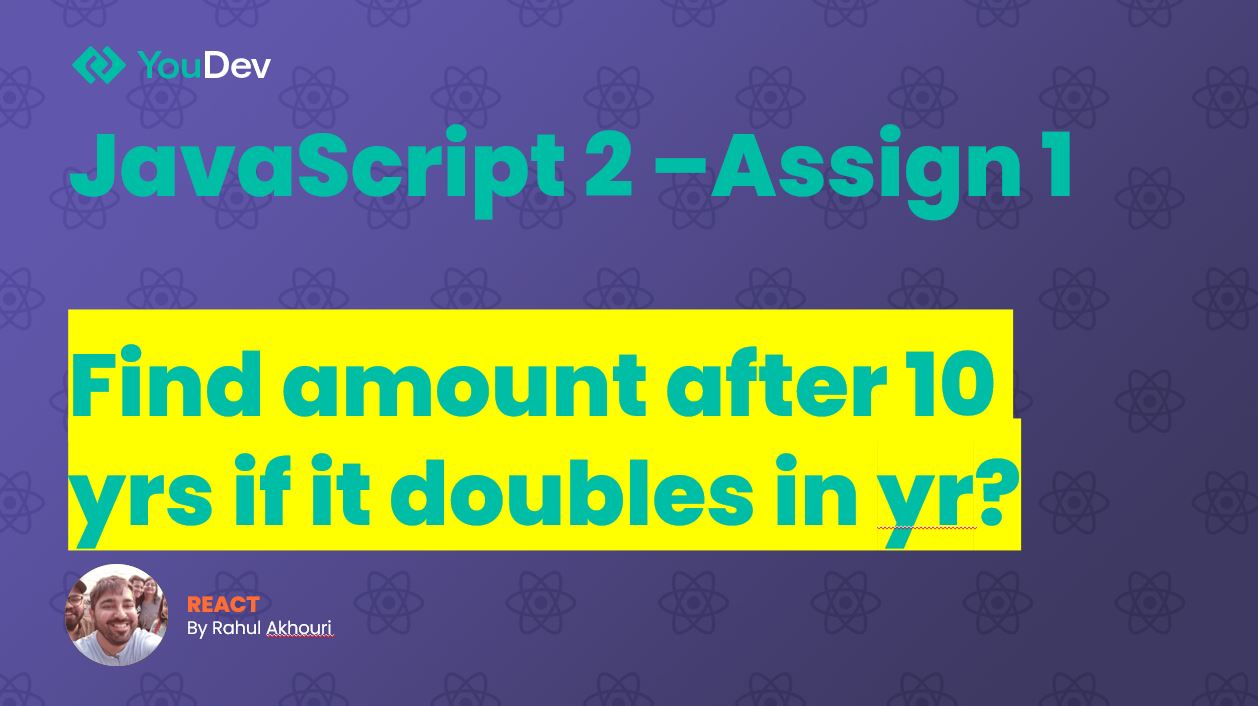 YouDev
JavaScript 2 –Assign 1
Find amount after 10
yrs if it doubles in yr?
REACT
By Rahul Akhouri